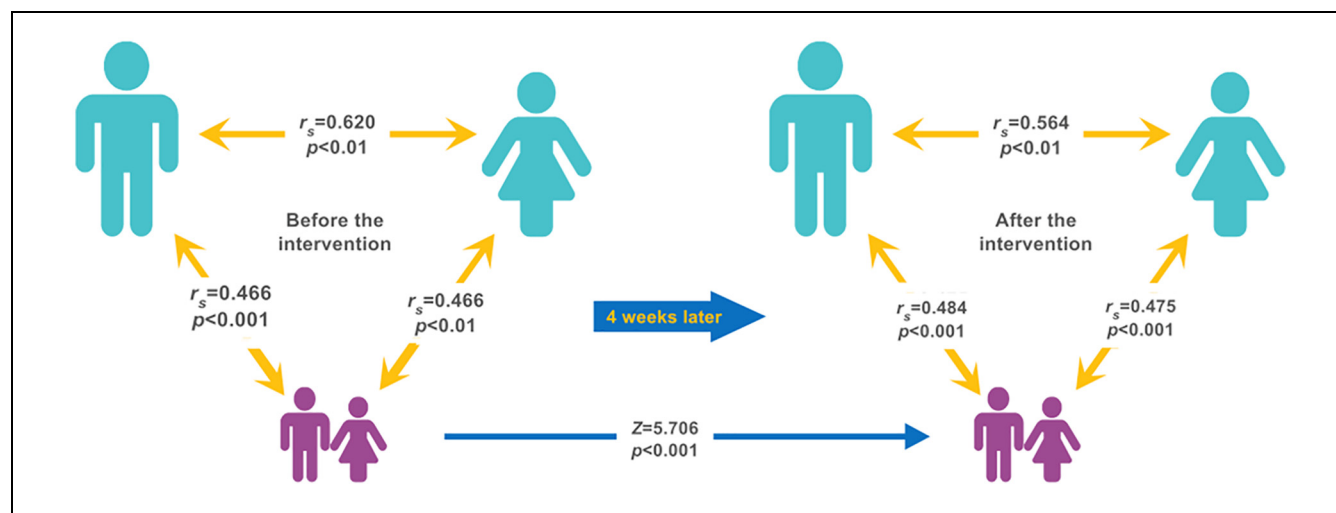 rs=0.620
p<0.01
Before the
intervention
rs=0.466
p<0.001
rs=0.466
p<0.01
4 weeks later
rs=0.564
p<0.01
After the
intervention
rs=0.484
p<0.001
rs=0.475
p<0.001
Z=5.706
p<0.001